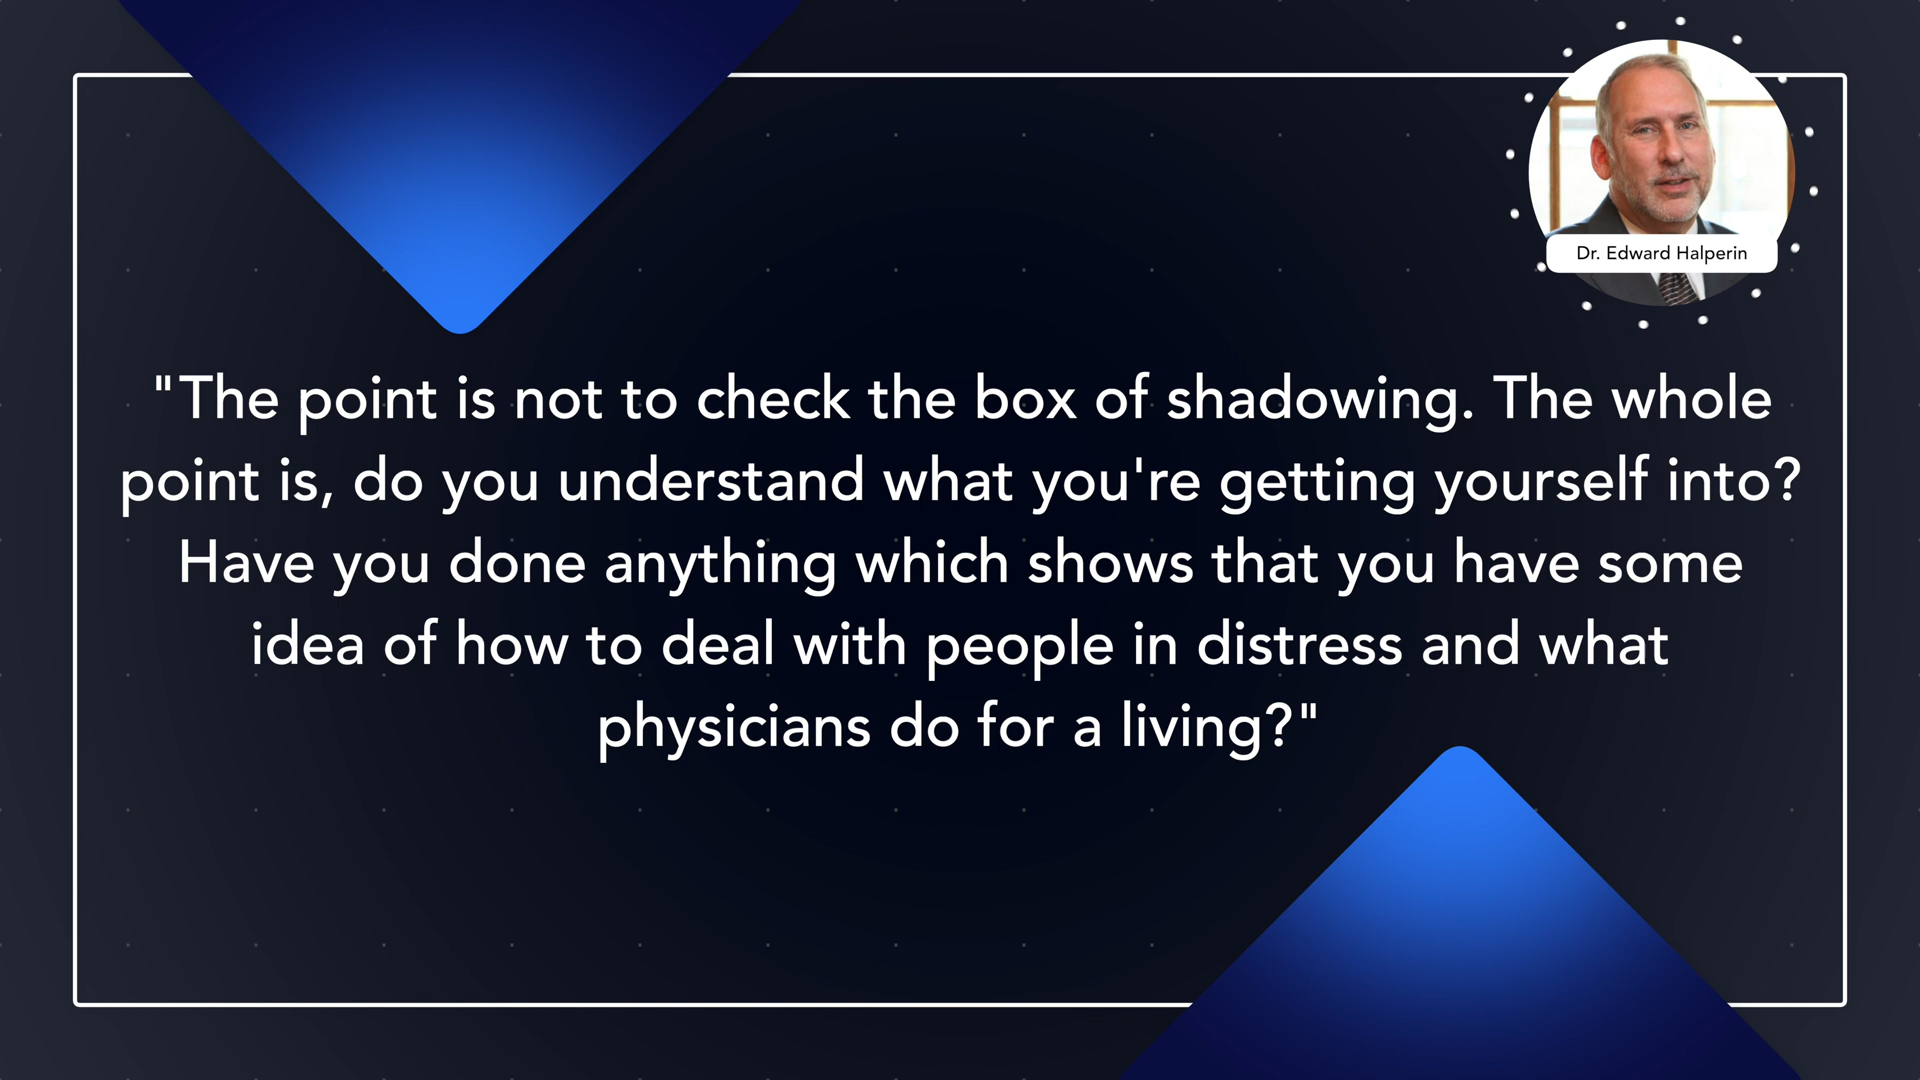 Dr. Edward Halperin
"The point is not to check the box of shadowing. The whole
point is, do you understand what you're getting yourself into?
Have you done anything which shows that you have some
idea of how to deal with people in distress and what
physicians do for a living?"